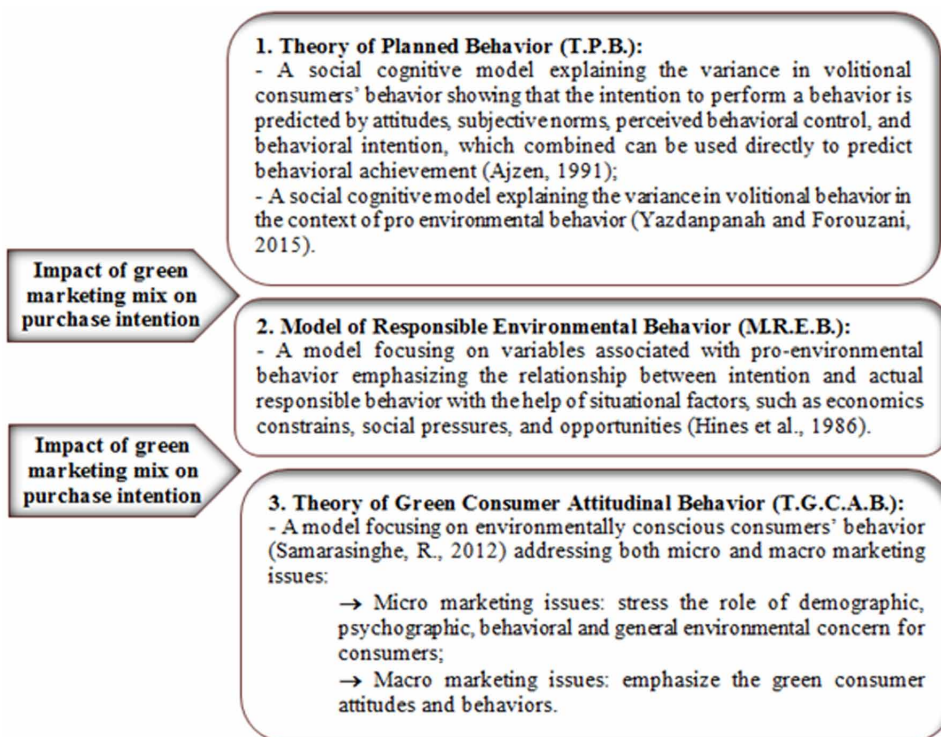 1. Theory of Planned Behavior (T.P.B.):
- A social cognitive model explaining the variance in volitional
consumers’ behavior showing that the intention to perform a behavior is
predicted by attitudes, subjective norms, perceived behavioral control, and
behavioral intention, which combined can be used directly to predict
behavioral achievement (Ajzen, 1991);
- A social cognitive model explaining the variance in volitional behavior in
the context of pro environmental behavior (Yazdanpanah and Forouzani,
2015).
Impact of green
marketing mix on
purchase intention
2. Model of Responsible Environmental Behavior (M.R.E.B.):
- A model focusing on variables associated with pro-environmental
behavior emphasizing the relationship between intention and actual
responsible behavior with the help of situational factors, such as economics
constrains, social pressures, and opportunities (Hines et al., 1986).
Impact of green
marketing mix on
purchase intention
3. Theory of Green Consumer Attitudinal Behavior (T.G.C.A.B.):
- A model focusing on environmentally conscious consumers’ behavior
(Samarasinghe, R., 2012) addressing both micro and macro marketing
issues:
→ Micro marketing issues: stress the role of demographic,
psychographic, behavioral and general environmental concern for
consumers;
→ Macro marketing issues: emphasize the green consumer
attitudes and behaviors.